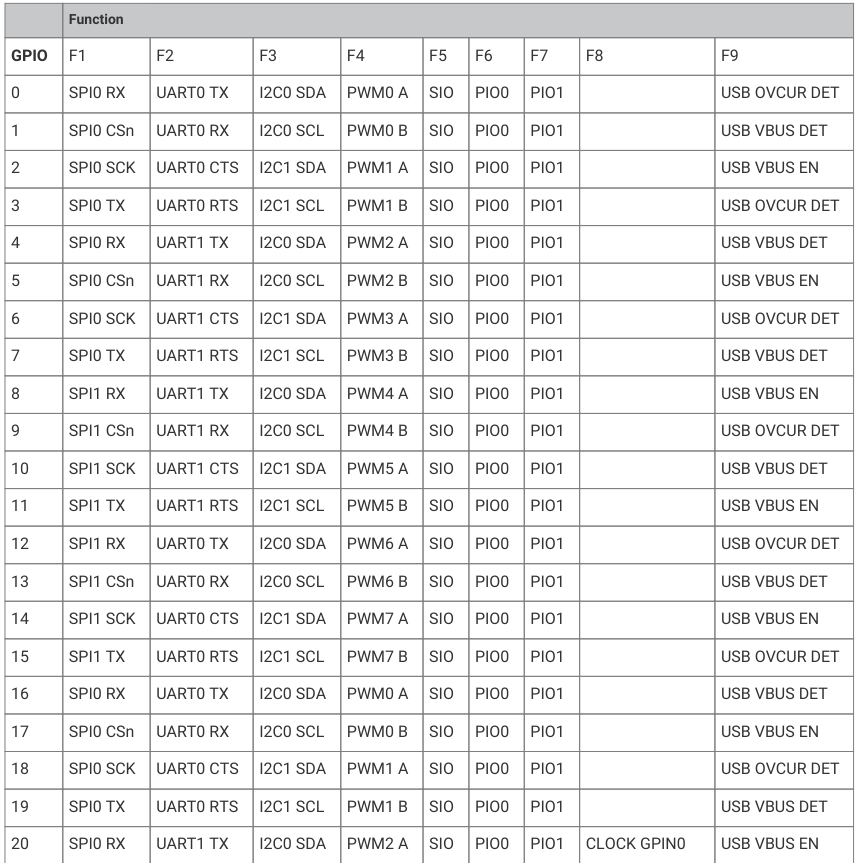 Function
GPIO F1 F2 F3 F4 F5 F6 F7 F8 F9
0 SPI0 RX UART0 TX I2C0 SDA PWM0 A SIO PIO0 PIO1 USB OVCUR DET
1 SPI0 CSn UART0 RX I2C0 SCL PWM0 B SIO PIO0 PIO1 USB VBUS DET
2 SPI0 SCK UART0 CTS I2C1 SDA PWM1 A SIO PIO0 PIO1 USB VBUS EN
3 SPI0 TX UART0 RTS I2C1 SCL PWM1 B SIO PIO0 PIO1 USB OVCUR DET
4 SPI0 RX UART1 TX I2C0 SDA PWM2 A SIO PIO0 PIO1 USB VBUS DET
5 SPI0 CSn UART1 RX I2C0 SCL PWM2 B SIO PIO0 PIO1 USB VBUS EN
6 SPI0 SCK UART1 CTS I2C1 SDA PWM3 A SIO PIO0 PIO1 USB OVCUR DET
7 SPI0 TX UART1 RTS I2C1 SCL PWM3 B SIO PIO0 PIO1 USB VBUS DET
8 SPI1 RX UART1 TX I2C0 SDA PWM4 A SIO PIO0 PIO1 USB VBUS EN
9 SPI1 CSn UART1 RX I2C0 SCL PWM4 B SIO PIO0 PIO1 USB OVCUR DET
10 SPI1 SCK UART1 CTS I2C1 SDA PWM5 A SIO PIO0 PIO1 USB VBUS DET
11 SPI1 TX UART1 RTS I2C1 SCL PWM5 B SIO PIO0 PIO1 USB VBUS EN
12 SPI1 RX UART0 TX I2C0 SDA PWM6 A SIO PIO0 PIO1 USB OVCUR DET
13 SPI1 CSn UART0 RX I2C0 SCL PWM6 B SIO PIO0 PIO1 USB VBUS DET
14 SPI1 SCK UART0 CTS I2C1 SDA PWM7 A SIO PIO0 PIO1 USB VBUS EN
15 SPI1 TX UART0 RTS I2C1 SCL PWM7 B SIO PIO0 PIO1 USB OVCUR DET
16 SPI0 RX UART0 TX I2C0 SDA PWM0 A SIO PIO0 PIO1 USB VBUS DET
17 SPI0 CSn UART0 RX I2C0 SCL PWM0 B SIO PIO0 PIO1 USB VBUS EN
18 SPI0 SCK UART0 CTS I2C1 SDA PWM1 A SIO PIO0 PIO1 USB OVCUR DET
19 SPI0 TX UART0 RTS I2C1 SCL PWM1 B SIO PIO0 PIO1 USB VBUS DET
20 SPI0 RX UART1 TX I2C0 SDA PWM2 A SIO PIO0 PIO1 CLOCK GPIN0 USB VBUS EN